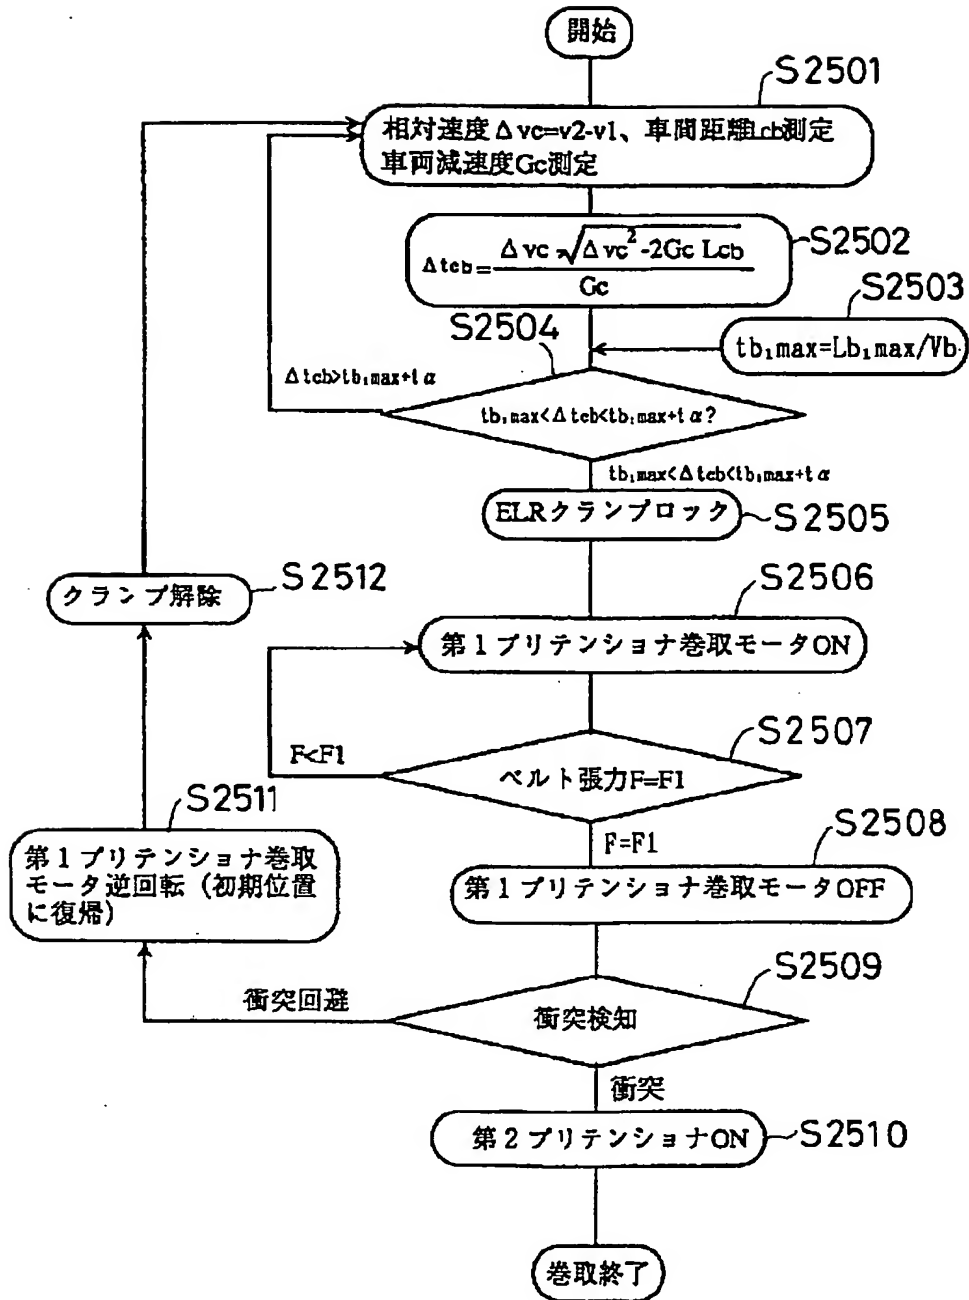 開始
S2501
相対速度Δvc=v2-v1、車間距離Lcb測定
車両減速度Gc測定
S2502
Δtcb=
Δvc-√Δvc²-2Gc Lcb
Gc
S2503
tb₁max=Lb₁max/Vb
S2504
Δtcb>tb₁max+tα
tb₁max<Δtcb<tb₁max+tα?
tb₁max<Δtcb<tb₁max+tα
ELRクランプロック
S2505
S2506
第1プリテンショナ巻取モータON
S2512
クランプ解除
S2507
F<F1
ベルト張力F=F1
F=F1
S2508
第1プリテンショナ巻取モータOFF
S2511
第1プリテンショナ巻取
モータ逆回転(初期位置
に復帰)
S2509
衝突回避
衝突検知
衝突
第2プリテンショナON
S2510
巻取終了